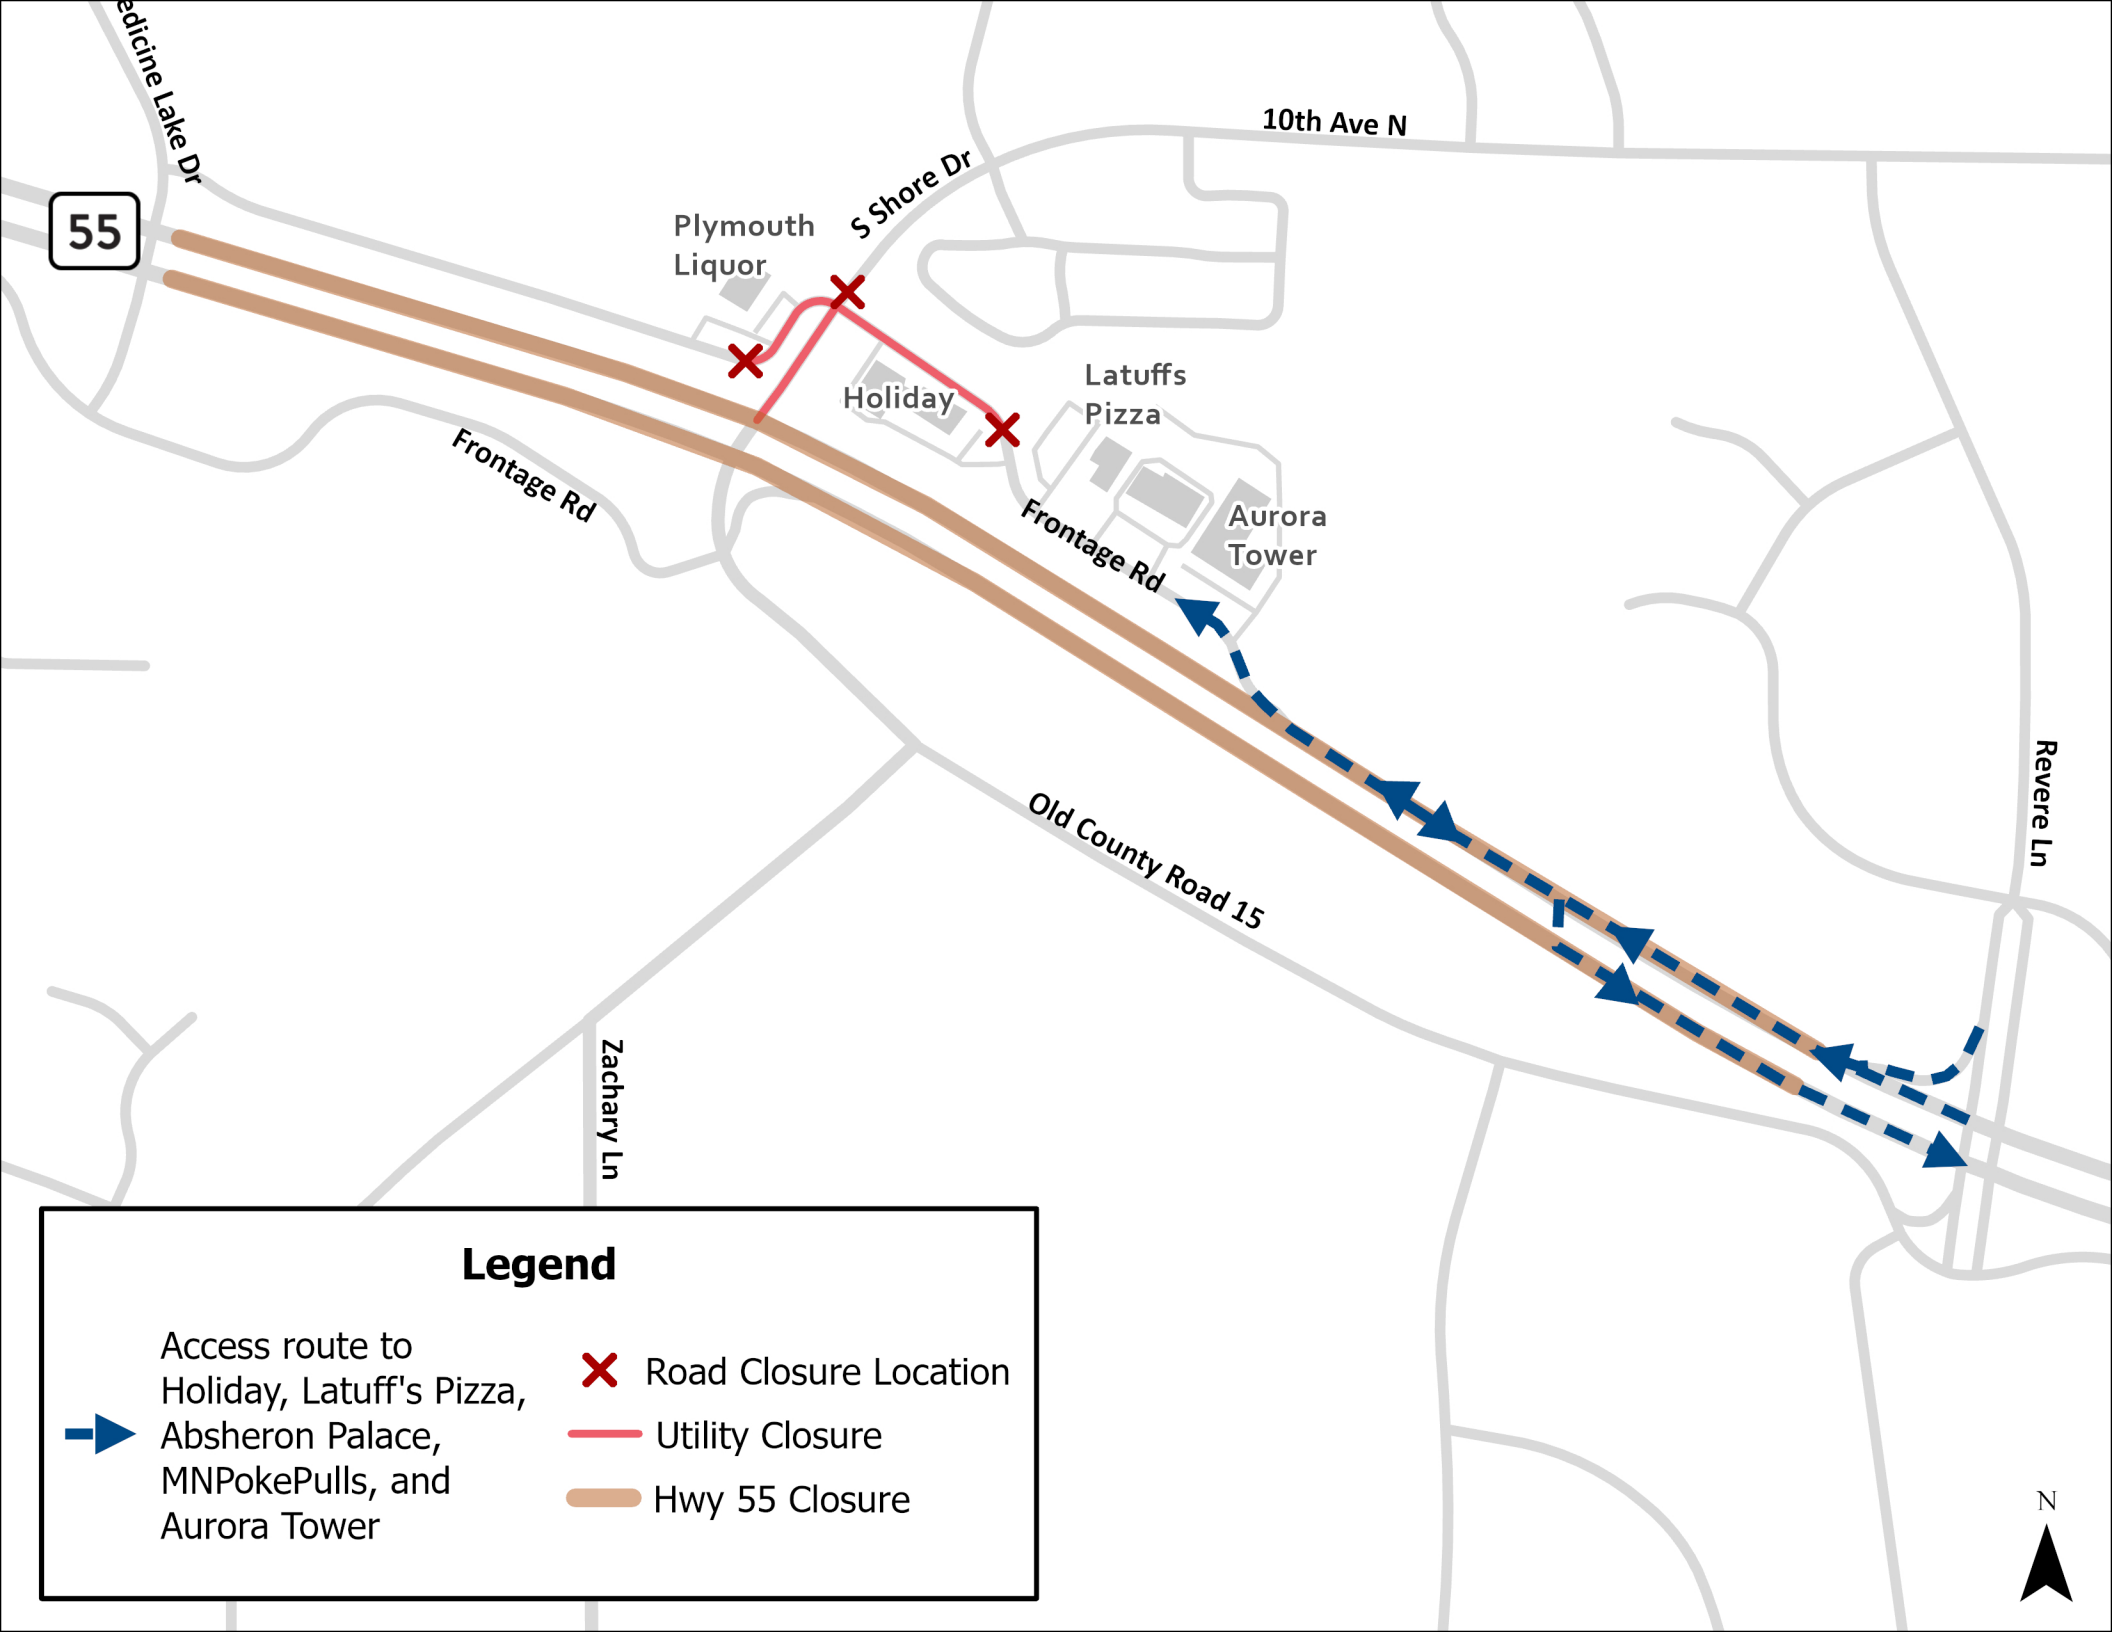 edicine Lake Dr
55
10th Ave N
S Shore Dr
Plymouth
Liquor
Holiday
Latuffs
Pizza
Aurora
Tower
Frontage Rd
Frontage Rd
Old County Road 15
Revere Ln
Zachary Ln
Legend
Access route to
Holiday, Latuff's Pizza,
Absheron Palace,
MNPokePulls, and
Aurora Tower
Road Closure Location
Utility Closure
Hwy 55 Closure
N